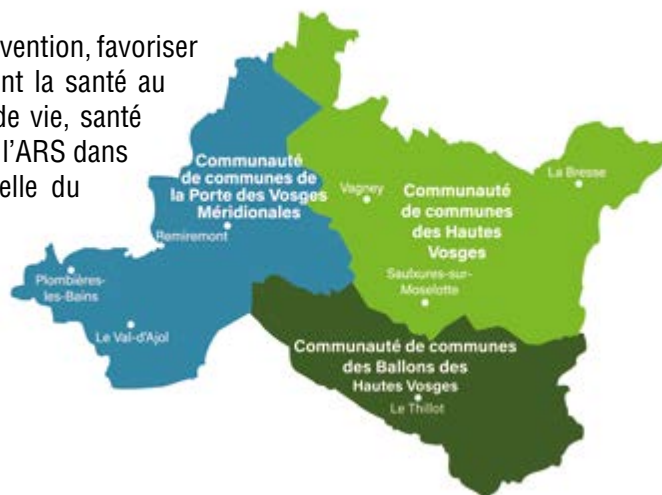 vention, favoriser
nt la santé au
de vie, santé
l'ARS dans
elle du
Communauté
de communes de
la Porte des Vosges
Méridionales
Remiremont
Plombières-
les-Bains
Le Val-d'Ajol
Vagney
La Bresse
Communauté
de communes
des Hautes
Vosges
Saulxures-sur-
Moselotte
Communauté de communes
des Ballons des
Hautes Vosges
Le Thillot